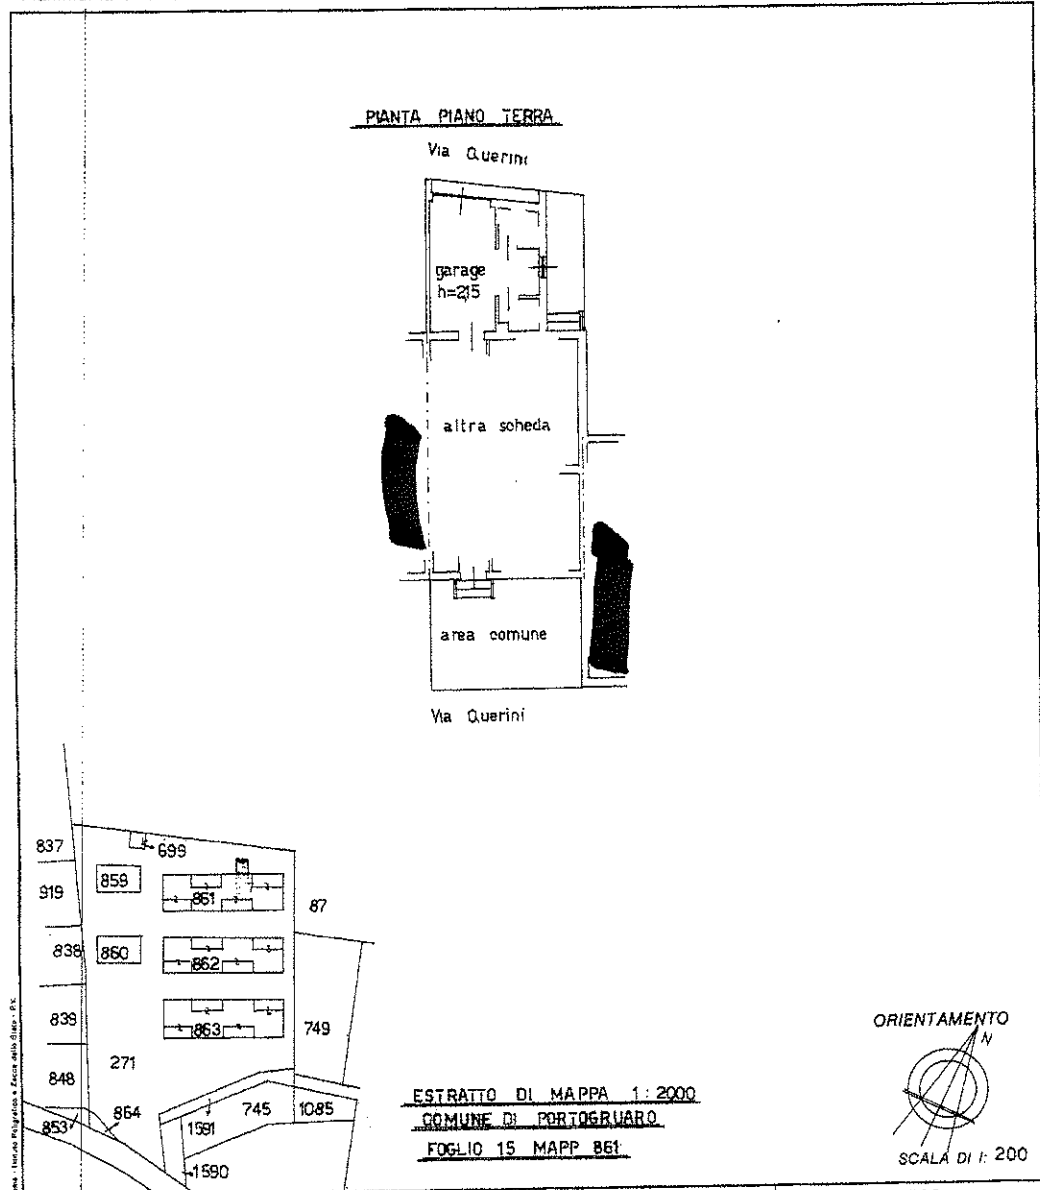 PIANTA PIANO TERRA
Via Querini
garage
h=215
altra scheda
area comune
Via Querini
837
699
919
859
861
87
838
860
862
839
863
749
271
848
864
745
1085
853
1591
1590
ESTRATTO DI MAPPA 1:2000
COMUNE DI PORTOGRUARO
FOGLIO 15 MAPP 861
ORIENTAMENTO
N
SCALA DI 1: 200